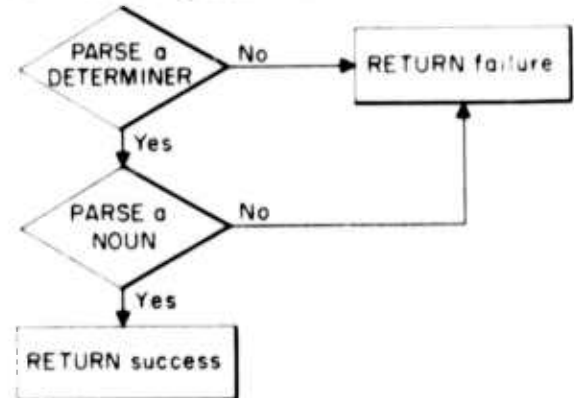 PARSE a
DETERMINER
No
RETURN failure
Yes
PARSE a
NOUN
No
Yes
RETURN success